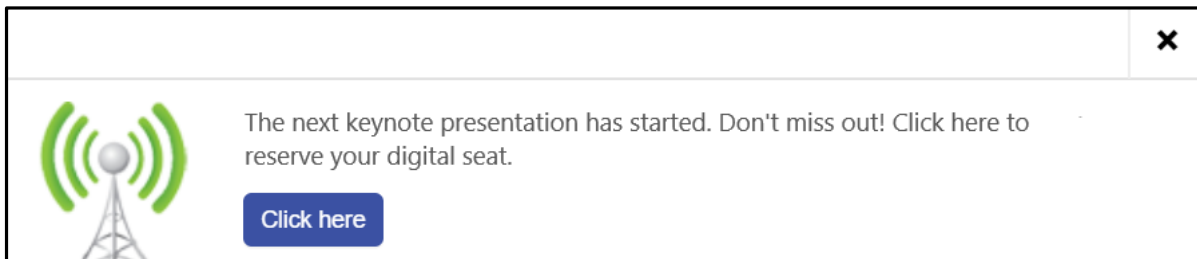 The next keynote presentation has started. Don't miss out! Click here to
reserve your digital seat.
Click here